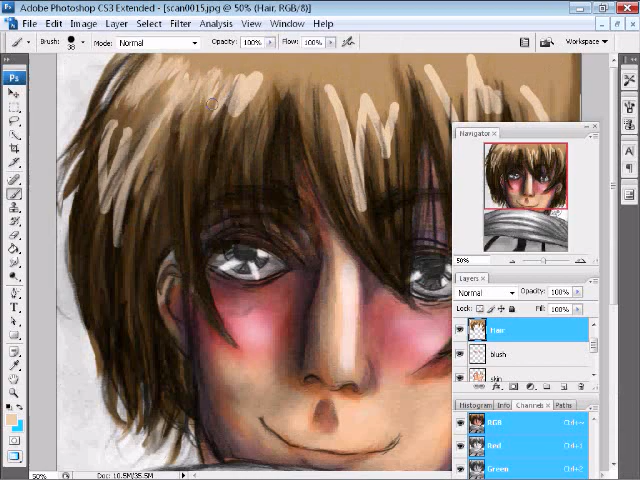 Adobe Photoshop CS3 Extended - [scan0015.jpg @ 50% (Hair, RGB/8)]
File Edit Image Layer Select Filter Analysis View Window Help
Brush: 38 Mode: Normal Opacity: 100% Flow: 100% Workspace
Ps
Navigator
50%
Layers
Normal Opacity: 100%
Lock: Fill: 100%
Hair
blush
skin
Histogram Info Channels Paths
RGB Ctrl+~
Red Ctrl+1
Green Ctrl+2
50% Doc: 10.5M/35.5M